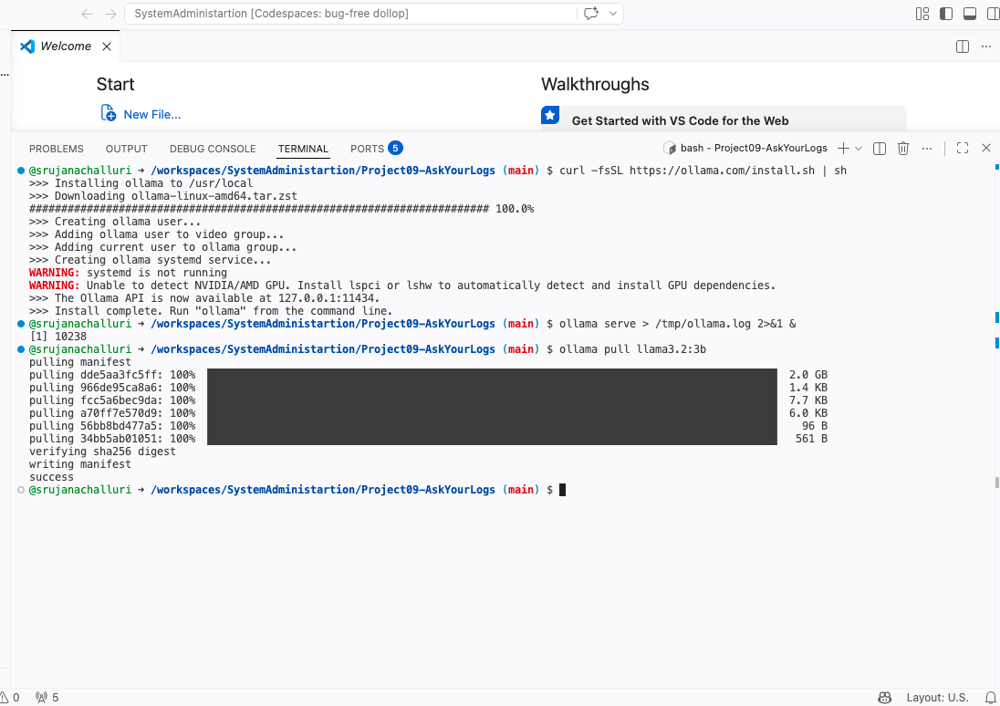 SystemAdministartion [Codespaces: bug-free dollop]
Welcome
...
Start
Walkthroughs
New File...
Get Started with VS Code for the Web
PROBLEMS OUTPUT DEBUG CONSOLE TERMINAL PORTS 5 bash - Project09-AskYourLogs
@srujanachalluri → /workspaces/SystemAdministartion/Project09-AskYourLogs (main) $ curl -fsSL https://ollama.com/install.sh | sh
>>> Installing ollama to /usr/local
>>> Downloading ollama-linux-amd64.tar.zst
######################################################################## 100.0%
>>> Creating ollama user...
>>> Adding ollama user to video group...
>>> Adding current user to ollama group...
>>> Creating ollama systemd service...
WARNING: systemd is not running
WARNING: Unable to detect NVIDIA/AMD GPU. Install lspci or lshw to automatically detect and install GPU dependencies.
>>> The Ollama API is now available at 127.0.0.1:11434.
>>> Install complete. Run "ollama" from the command line.
@srujanachalluri → /workspaces/SystemAdministartion/Project09-AskYourLogs (main) $ ollama serve > /tmp/ollama.log 2>&1 &
[1] 10238
@srujanachalluri → /workspaces/SystemAdministartion/Project09-AskYourLogs (main) $ ollama pull llama3.2:3b
pulling manifest
pulling dde5aa3fc5ff: 100% 2.0 GB
pulling 966de95ca8a6: 100% 1.4 KB
pulling fcc5a6bec9da: 100% 7.7 KB
pulling a70ff7e570d9: 100% 6.0 KB
pulling 56bb8bd477a5: 100% 96 B
pulling 34bb5ab01051: 100% 561 B
verifying sha256 digest
writing manifest
success
@srujanachalluri → /workspaces/SystemAdministartion/Project09-AskYourLogs (main) $
0 5 Layout: U.S.